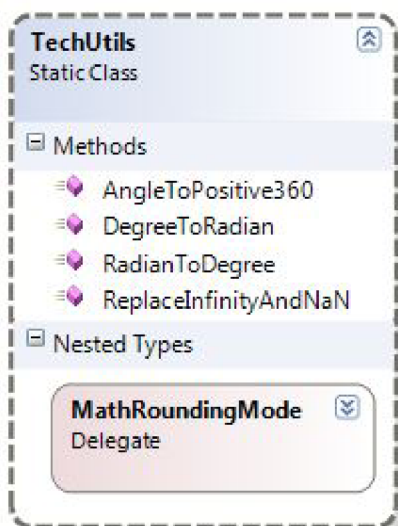 TechUtils
Static Class
Methods
AngleToPositive360
DegreeToRadian
RadianToDegree
ReplaceInfinityAndNaN
Nested Types
MathRoundingMode
Delegate